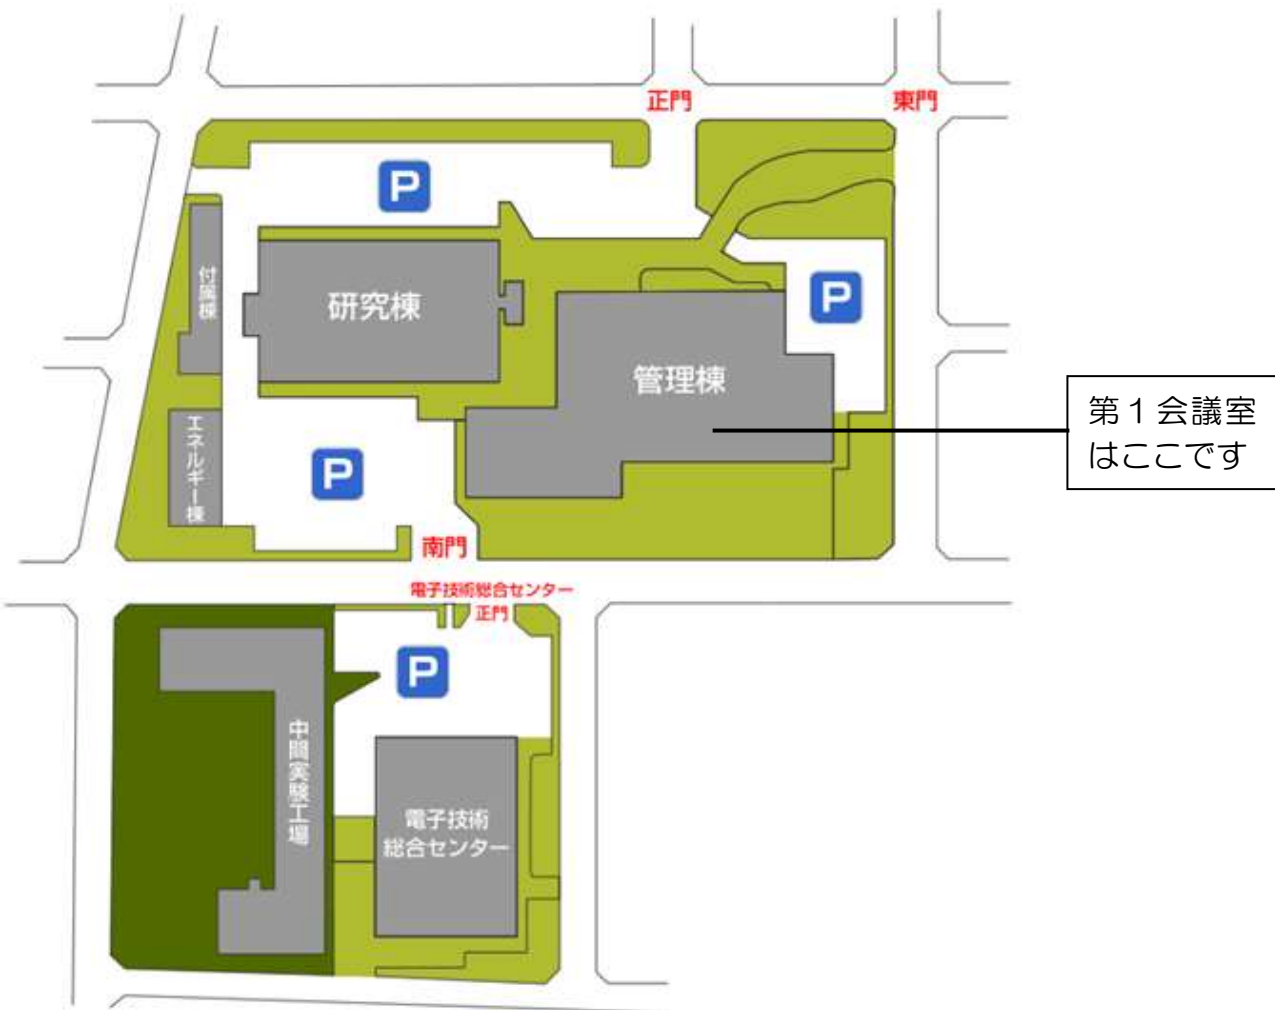 正門
東門
P
付属棟
研究棟
P
管理棟
第1会議室
はここです
エネルギー棟
P
南門
電子技術総合センター
正門
P
中間実験工場
電子技術
総合センター